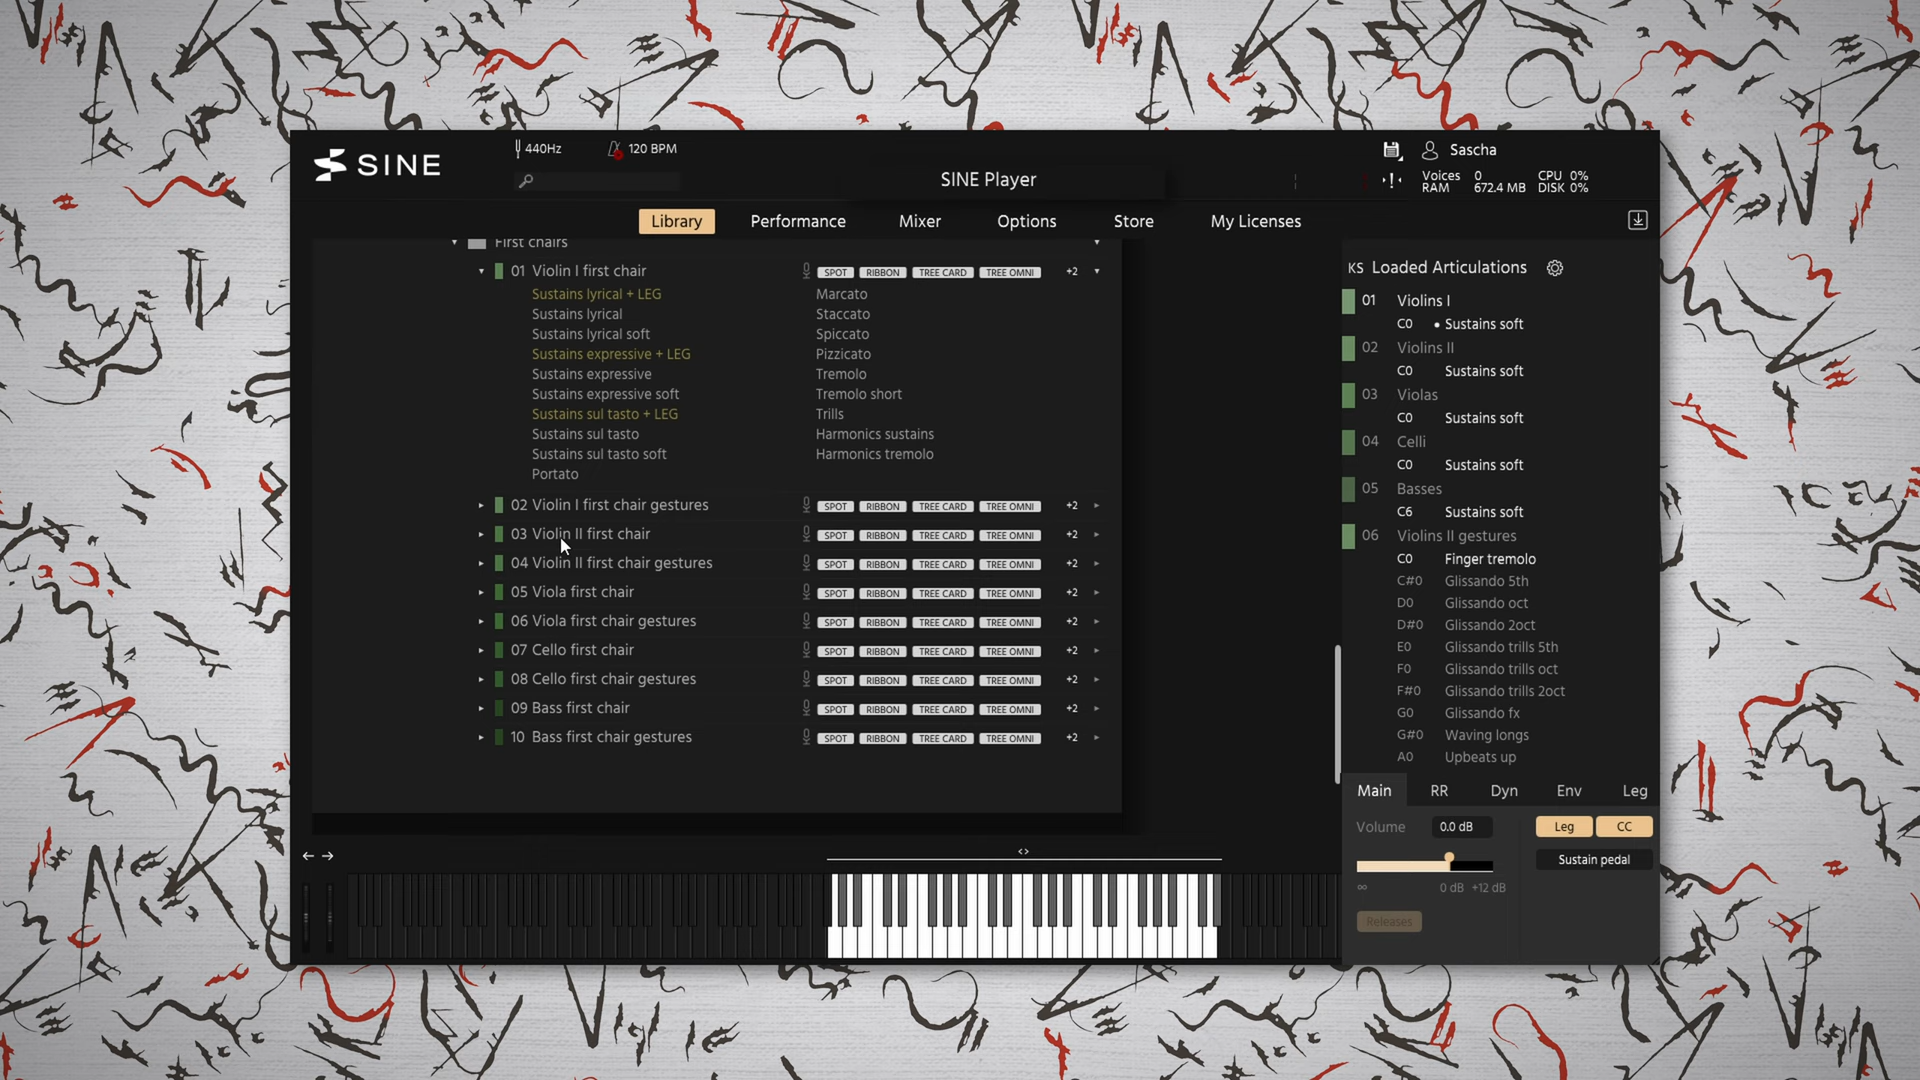 SINE
440Hz
120 BPM
SINE Player
Sascha
Voices 0 CPU 0%
RAM 672.4 MB DISK 0%
Library Performance Mixer Options Store My Licenses
First chairs
01 Violin I first chair SPOT RIBBON TREE CARD TREE OMNI +2
Sustains lyrical + LEG Marcato
Sustains lyrical Staccato
Sustains lyrical soft Spiccato
Sustains expressive + LEG Pizzicato
Sustains expressive Tremolo
Sustains expressive soft Tremolo short
Sustains sul tasto + LEG Trills
Sustains sul tasto Harmonics sustains
Sustains sul tasto soft Harmonics tremolo
Portato
02 Violin I first chair gestures SPOT RIBBON TREE CARD TREE OMNI +2
03 Violin II first chair SPOT RIBBON TREE CARD TREE OMNI +2
04 Violin II first chair gestures SPOT RIBBON TREE CARD TREE OMNI +2
05 Viola first chair SPOT RIBBON TREE CARD TREE OMNI +2
06 Viola first chair gestures SPOT RIBBON TREE CARD TREE OMNI +2
07 Cello first chair SPOT RIBBON TREE CARD TREE OMNI +2
08 Cello first chair gestures SPOT RIBBON TREE CARD TREE OMNI +2
09 Bass first chair SPOT RIBBON TREE CARD TREE OMNI +2
10 Bass first chair gestures SPOT RIBBON TREE CARD TREE OMNI +2
KS Loaded Articulations
01 Violins I
C0 • Sustains soft
02 Violins II
C0 Sustains soft
03 Violas
C0 Sustains soft
04 Celli
C0 Sustains soft
05 Basses
C6 Sustains soft
06 Violins II gestures
C0 Finger tremolo
C#0 Glissando 5th
D0 Glissando oct
D#0 Glissando 2oct
E0 Glissando trills 5th
F0 Glissando trills oct
F#0 Glissando trills 2oct
G0 Glissando fx
G#0 Waving longs
A0 Upbeats up
Main RR Dyn Env Leg
Volume 0.0 dB Leg CC
Sustain pedal
∞ 0 dB +12 dB
Releases